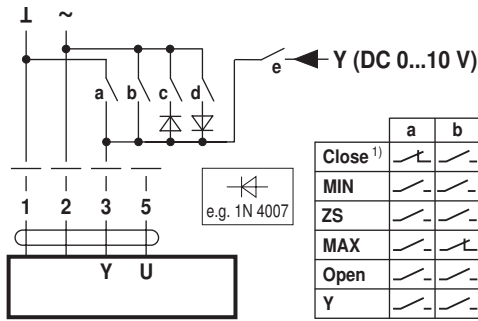 ⊥ ~
a b c d e Y (DC 0...10 V)
1 2 3 5
Y U
e.g. 1N 4007
a b
Close 1)
MIN
ZS
MAX
Open
Y